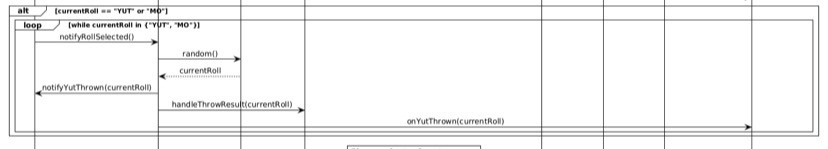 alt [currentRoll == "YUT" or "MO"]
loop [while currentRoll in {"YUT", "MO"}]
notifyRollSelected()
random()
currentRoll
notifyYutThrown(currentRoll)
handleThrowResult(currentRoll)
onYutThrown(currentRoll)